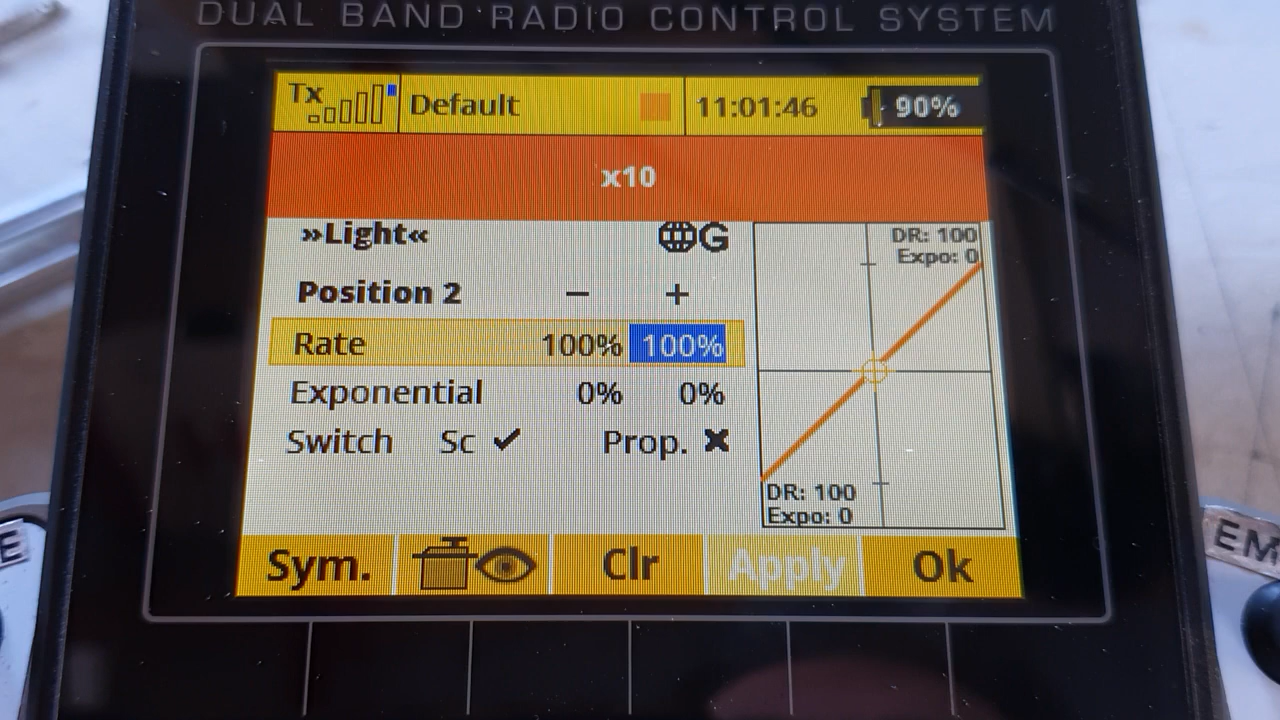 DUAL BAND RADIO CONTROL SYSTEM
Tx Default 11:01:46 90%
x10
»Light« G
Position 2 − +
Rate 100% 100%
Exponential 0% 0%
Switch Sc ✔ Prop. ✖
DR: 100
Expo: 0
DR: 100
Expo: 0
Sym. Clr Apply Ok
E
EM